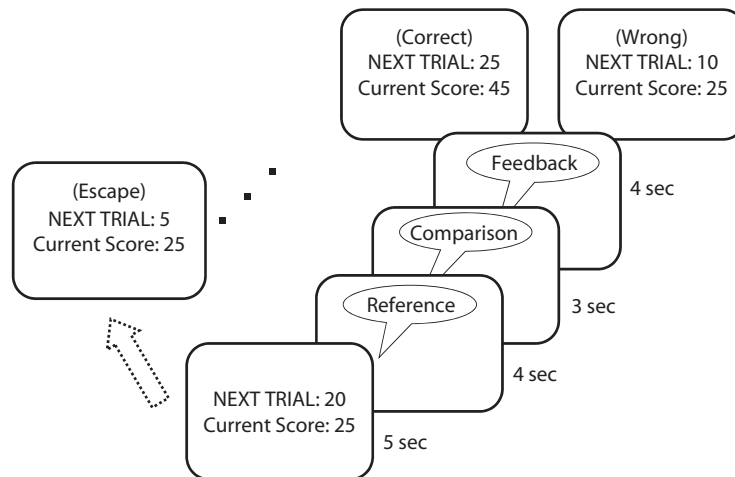 (Correct)
NEXT TRIAL: 25
Current Score: 45
(Wrong)
NEXT TRIAL: 10
Current Score: 25
Feedback
4 sec
(Escape)
NEXT TRIAL: 5
Current Score: 25
Comparison
3 sec
Reference
4 sec
NEXT TRIAL: 20
Current Score: 25
5 sec